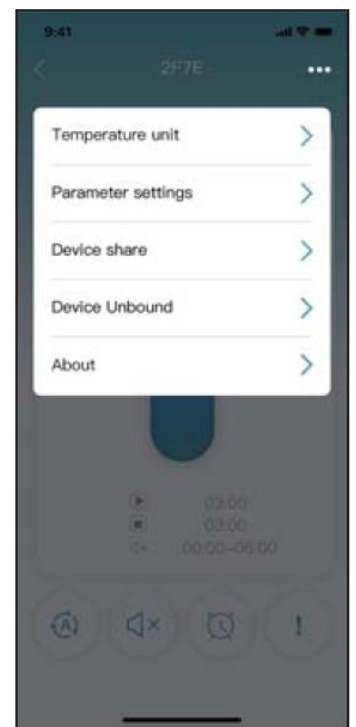 9:41
2F7E
Temperature unit
Parameter settings
Device share
Device Unbound
About
03:00
03:00
00:00-06:00